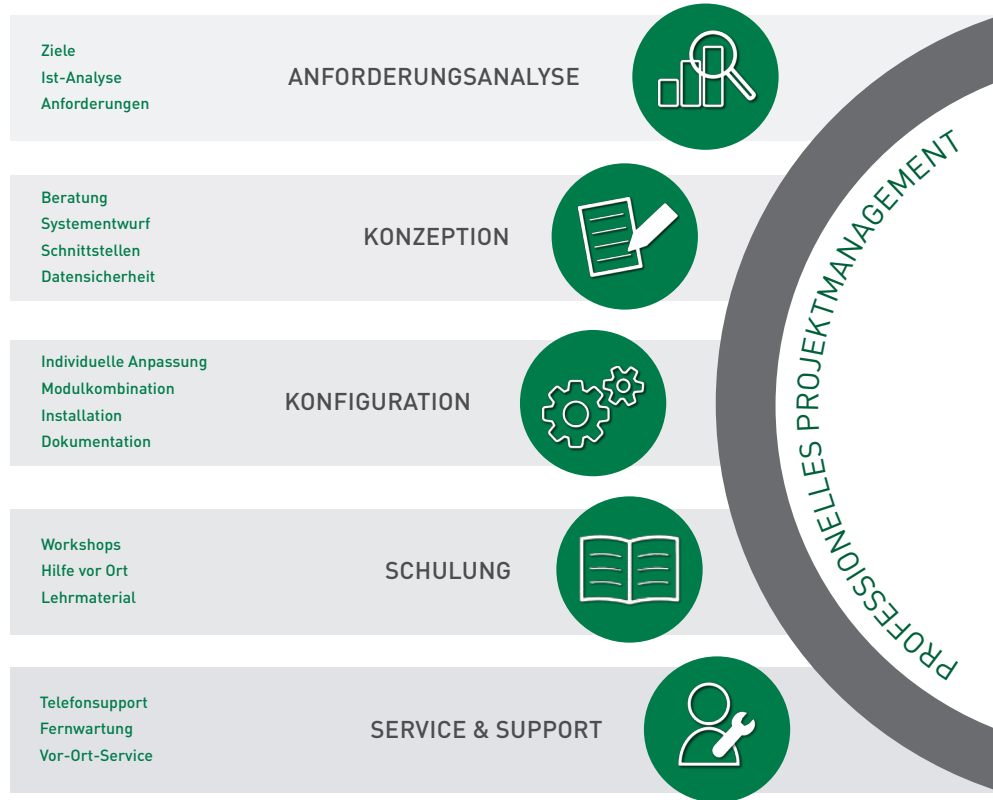 Ziele
Ist-Analyse
Anforderungen
ANFORDERUNGSANALYSE
Beratung
Systementwurf
Schnittstellen
Datensicherheit
KONZEPTION
Individuelle Anpassung
Modulkombination
Installation
Dokumentation
KONFIGURATION
Workshops
Hilfe vor Ort
Lehrmaterial
SCHULUNG
Telefonsupport
Fernwartung
Vor-Ort-Service
SERVICE & SUPPORT
PROFESSIONELLES PROJEKTMANAGEMENT